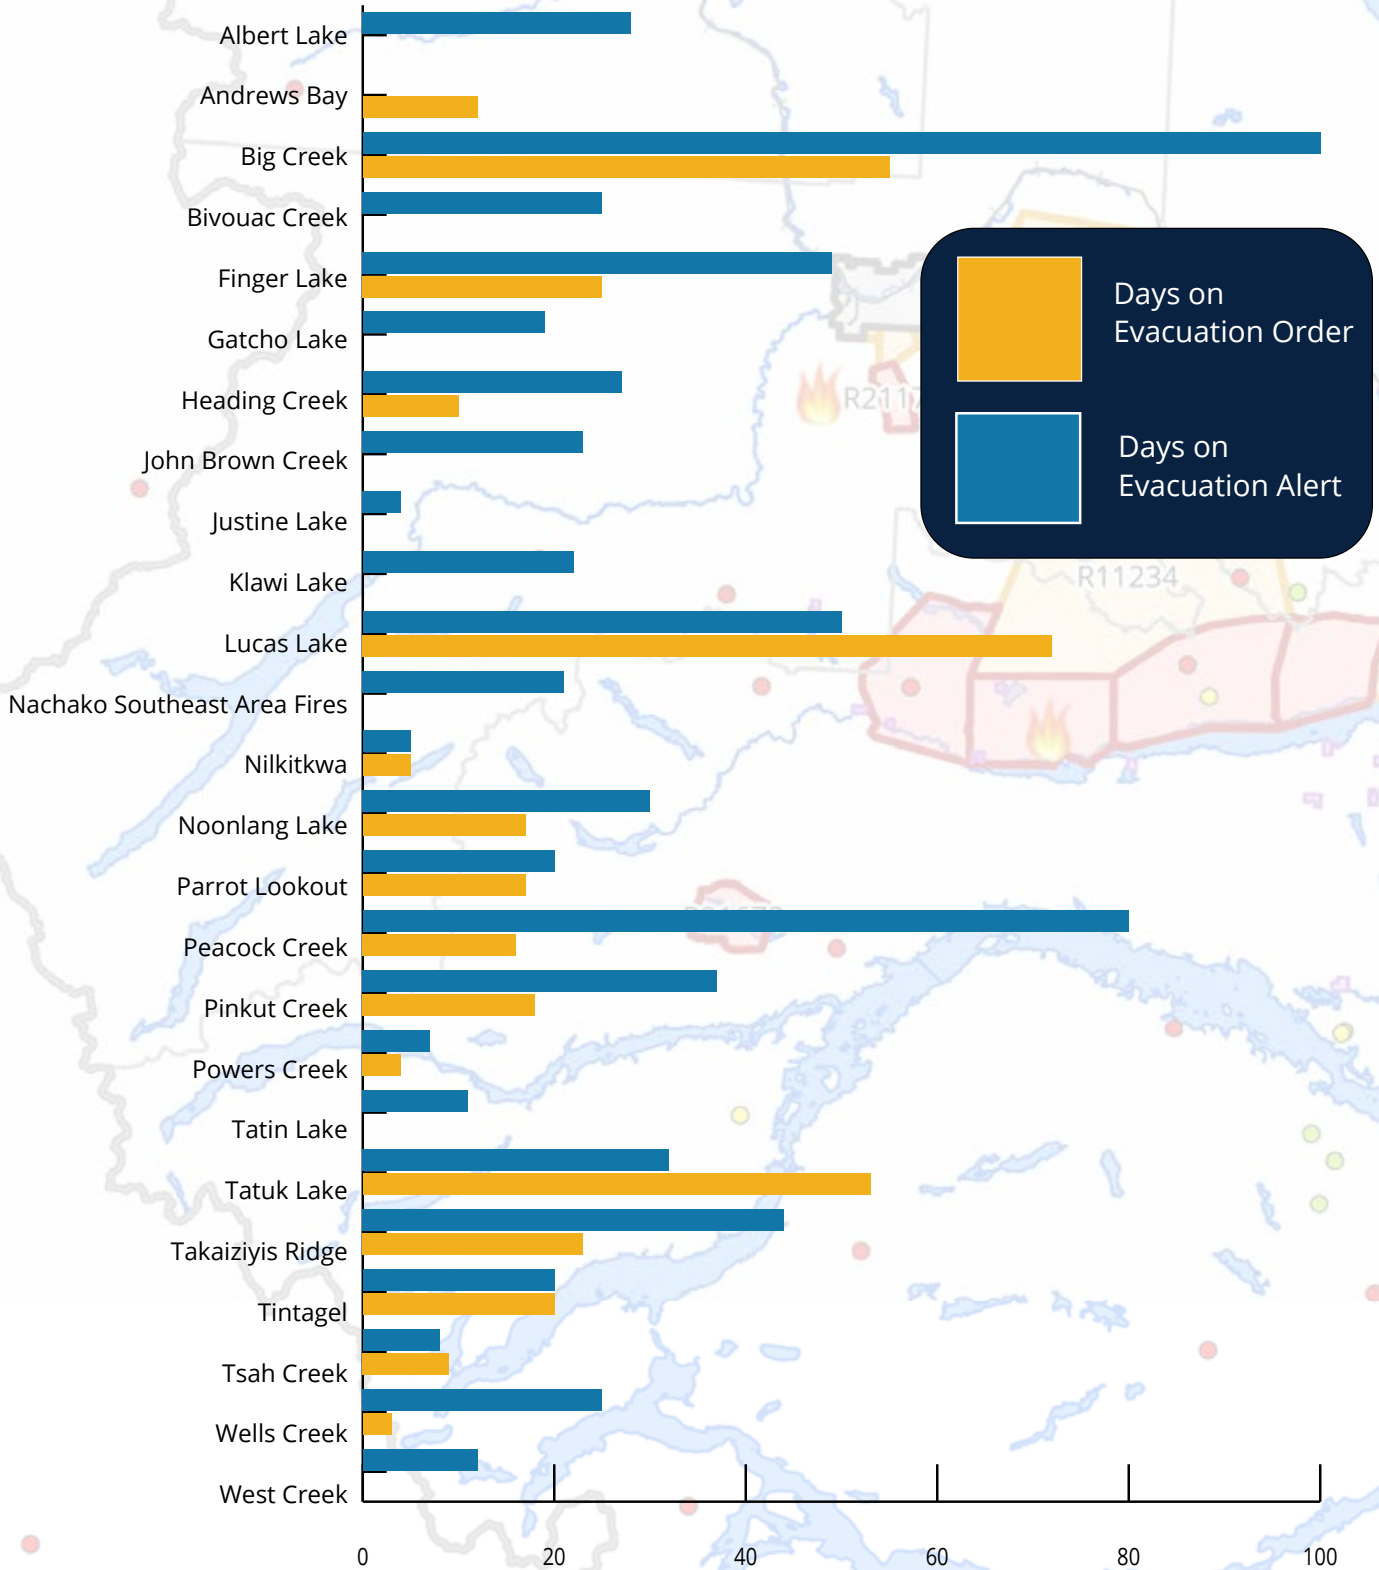 Albert Lake
Andrews Bay
Big Creek
Bivouac Creek
Finger Lake
Gatcho Lake
Heading Creek
John Brown Creek
Justine Lake
Klawi Lake
Lucas Lake
Nachako Southeast Area Fires
Nilkitkwa
Noonlang Lake
Parrot Lookout
Peacock Creek
Pinkut Creek
Powers Creek
Tatin Lake
Tatuk Lake
Takaiziyis Ridge
Tintagel
Tsah Creek
Wells Creek
West Creek
0 20 40 60 80 100
Days on
Evacuation Order
Days on
Evacuation Alert
R11234